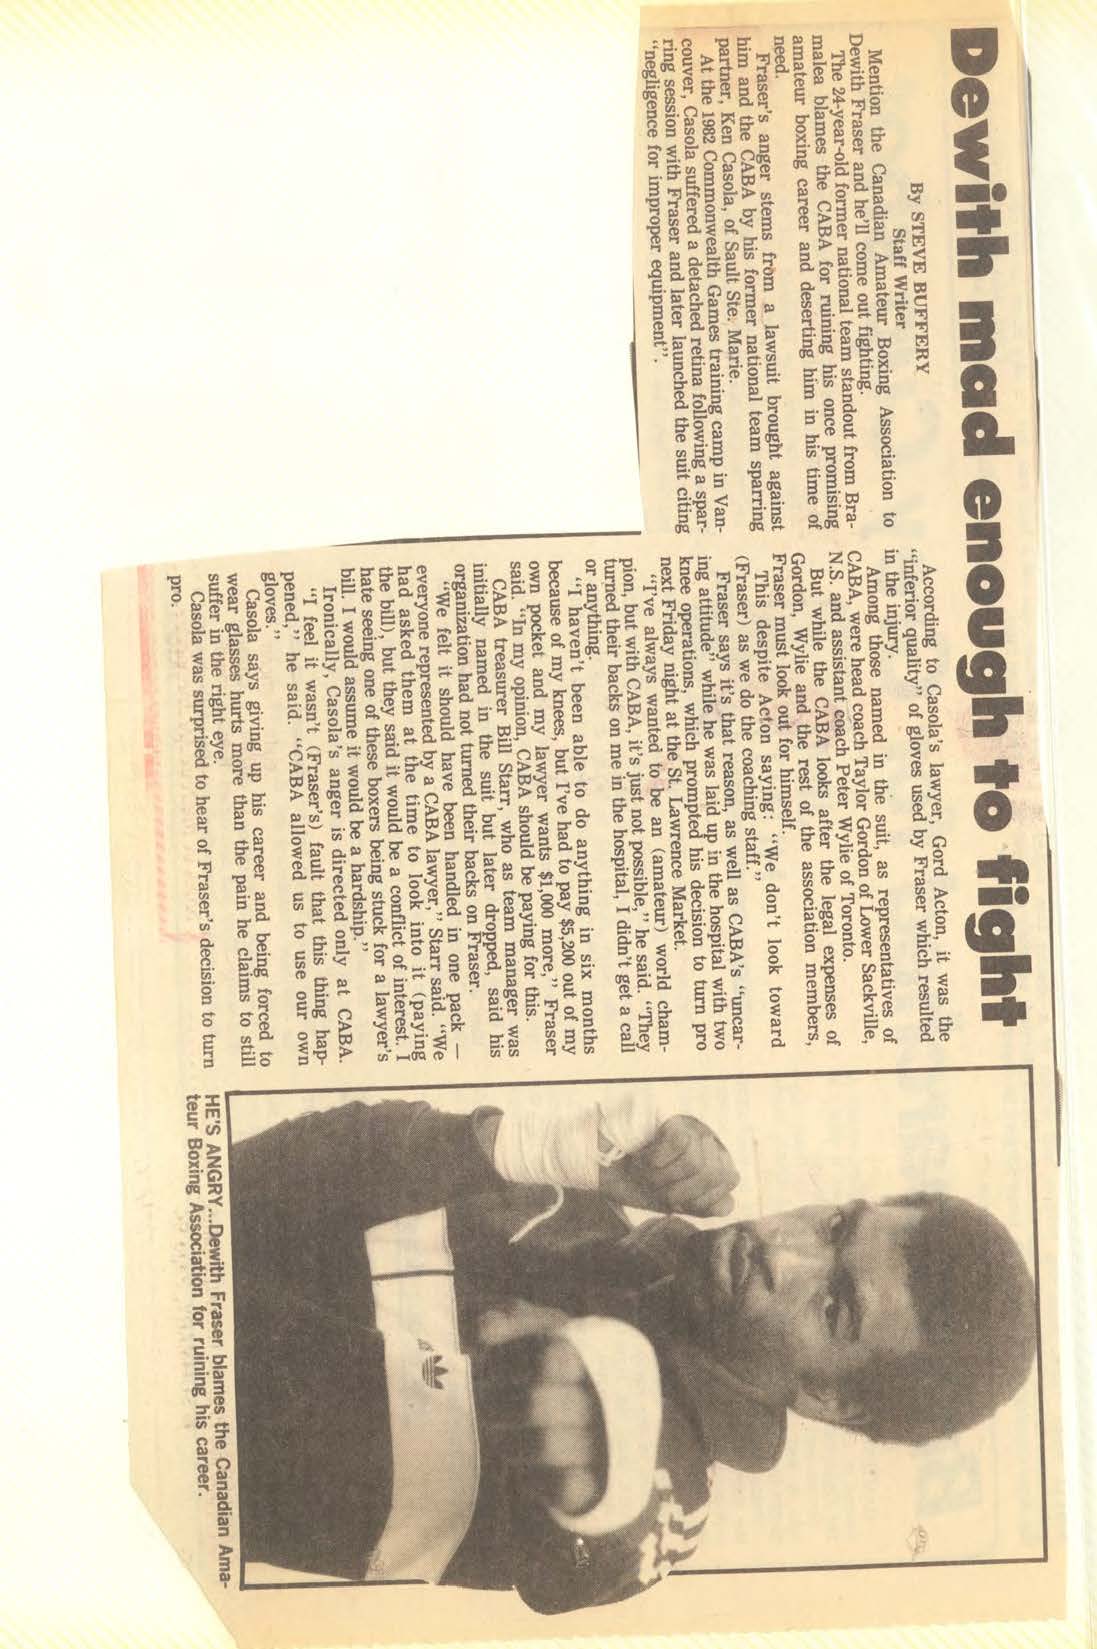 Dewith mad enough to fight
By STEVE BUFFERY
Staff Writer
Mention the Canadian Amateur Boxing Association to
Dewith Fraser and he'll come out fighting.
The 24-year-old former national team standout from Bra-
malea blames the CABA for ruining his once promising
amateur boxing career and deserting him in his time of
need.
Fraser's anger stems from a lawsuit brought against
him and the CABA by his former national team sparring
partner, Ken Casola, of Sault Ste. Marie.
At the 1982 Commonwealth Games training camp in Van-
couver, Casola suffered a detached retina following a spar-
ring session with Fraser and later launched the suit citing
"negligence for improper equipment".
According to Casola's lawyer, Gord Acton, it was the
"inferior quality" of gloves used by Fraser which resulted
in the injury.
Among those named in the suit, as representatives of
CABA, were head coach Taylor Gordon of Lower Sackville,
N.S. and assistant coach Peter Wylie of Toronto.
But while the CABA looks after the legal expenses of
Gordon, Wylie and the rest of the association members,
Fraser must look out for himself.
This despite Acton saying: "We don't look toward
(Fraser) as we do the coaching staff."
Fraser says it's that reason, as well as CABA's "uncar-
ing attitude" while he was laid up in the hospital with two
knee operations, which prompted his decision to turn pro
next Friday night at the St. Lawrence Market.
"I've always wanted to be an (amateur) world cham-
pion, but with CABA, it's just not possible," he said. "They
turned their backs on me in the hospital, I didn't get a call
or anything.
"I haven't been able to do anything in six months
because of my knees, but I've had to pay $5,200 out of my
own pocket and my lawyer wants $1,000 more," Fraser
said. "In my opinion, CABA should be paying for this.
CABA treasurer Bill Starr, who as team manager was
initially named in the suit but later dropped, said his
organization had not turned their backs on Fraser.
"We felt it should have been handled in one pack —
everyone represented by a CABA lawyer," Starr said. "We
had asked them at the time to look into it (paying
the bill), but they said it would be a conflict of interest. I
hate seeing one of these boxers being stuck for a lawyer's
bill. I would assume it would be a hardship."
Ironically, Casola's anger is directed only at CABA.
"I feel it wasn't (Fraser's) fault that this thing hap-
pened," he said. "CABA allowed us to use our own
gloves."
Casola says giving up his career and being forced to
wear glasses hurts more than the pain he claims to still
suffer in the right eye.
Casola was surprised to hear of Fraser's decision to turn
pro.
HE'S ANGRY...Dewith Fraser blames the Canadian Ama-
teur Boxing Association for ruining his career.